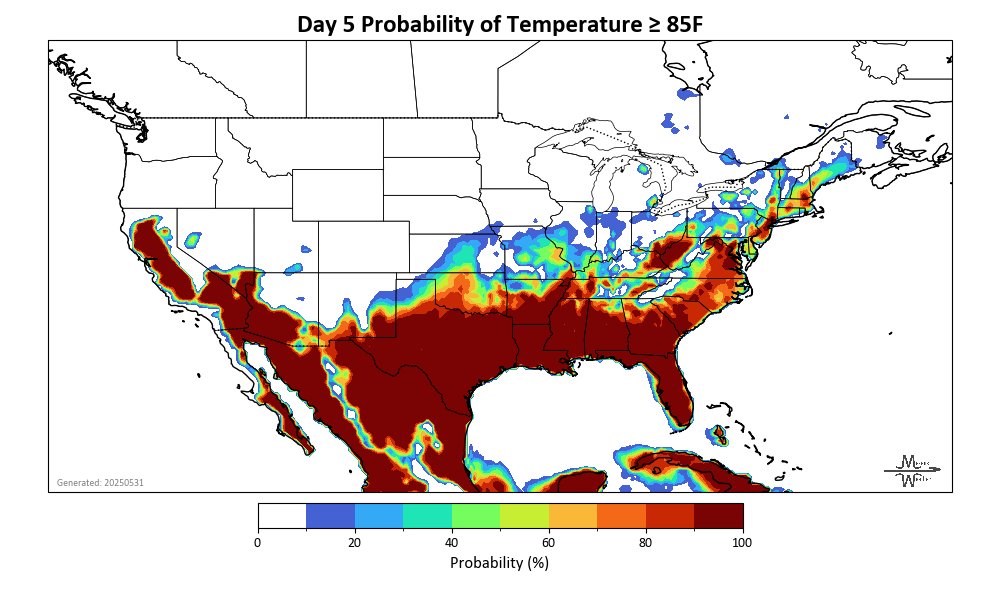 Day 5 Probability of Temperature ≥ 85F
Generated: 20250531
0 20 40 60 80 100
Probability (%)